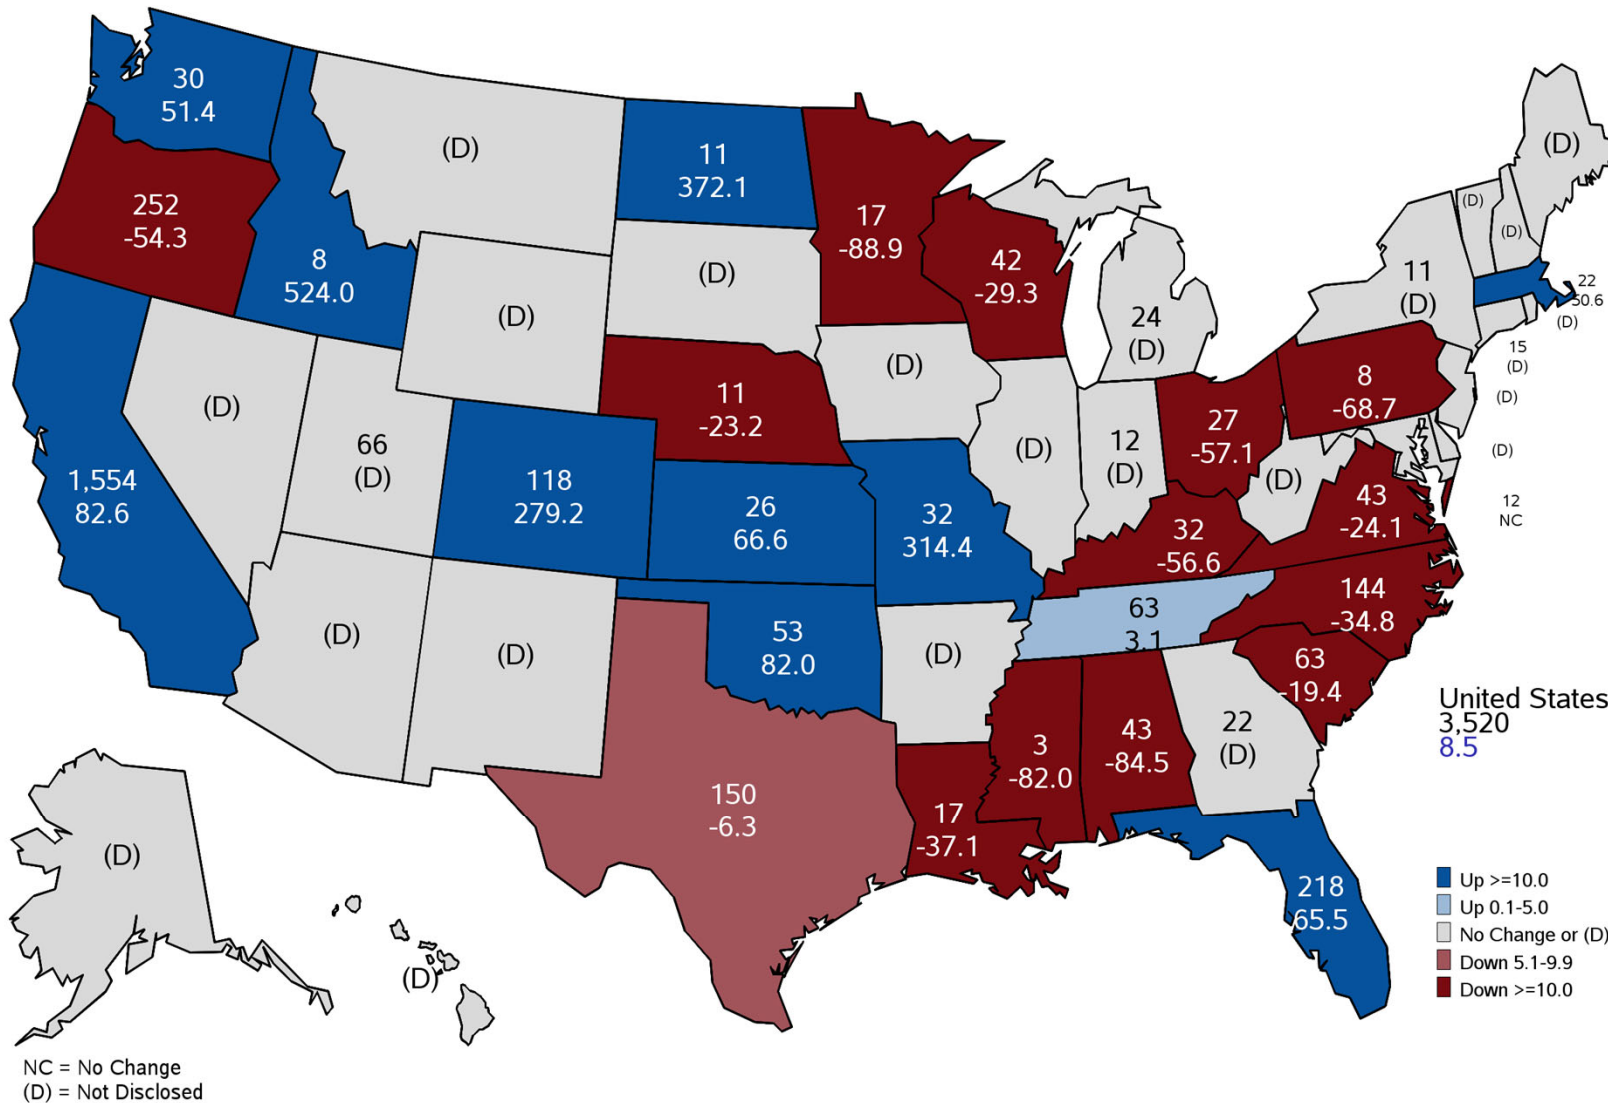 30
51.4
252
-54.3
8
524.0
(D)
11
372.1
17
-88.9
42
-29.3
(D)
(D)
24
(D)
11
(D)
(D)
(D)
(D)
22
50.6
(D)
15
(D)
(D)
(D)
12
NC
1,554
82.6
(D)
66
(D)
118
279.2
11
-23.2
(D)
26
66.6
32
314.4
(D)
12
(D)
27
-57.1
8
-68.7
(D)
43
-24.1
32
-56.6
144
-34.8
63
3.1
63
-19.4
(D)
(D)
53
82.0
(D)
150
-6.3
17
-37.1
3
-82.0
43
-84.5
22
(D)
218
65.5
(D)
(D)
United States
3,520
8.5
Up >=10.0
Up 0.1-5.0
No Change or (D)
Down 5.1-9.9
Down >=10.0
NC = No Change
(D) = Not Disclosed